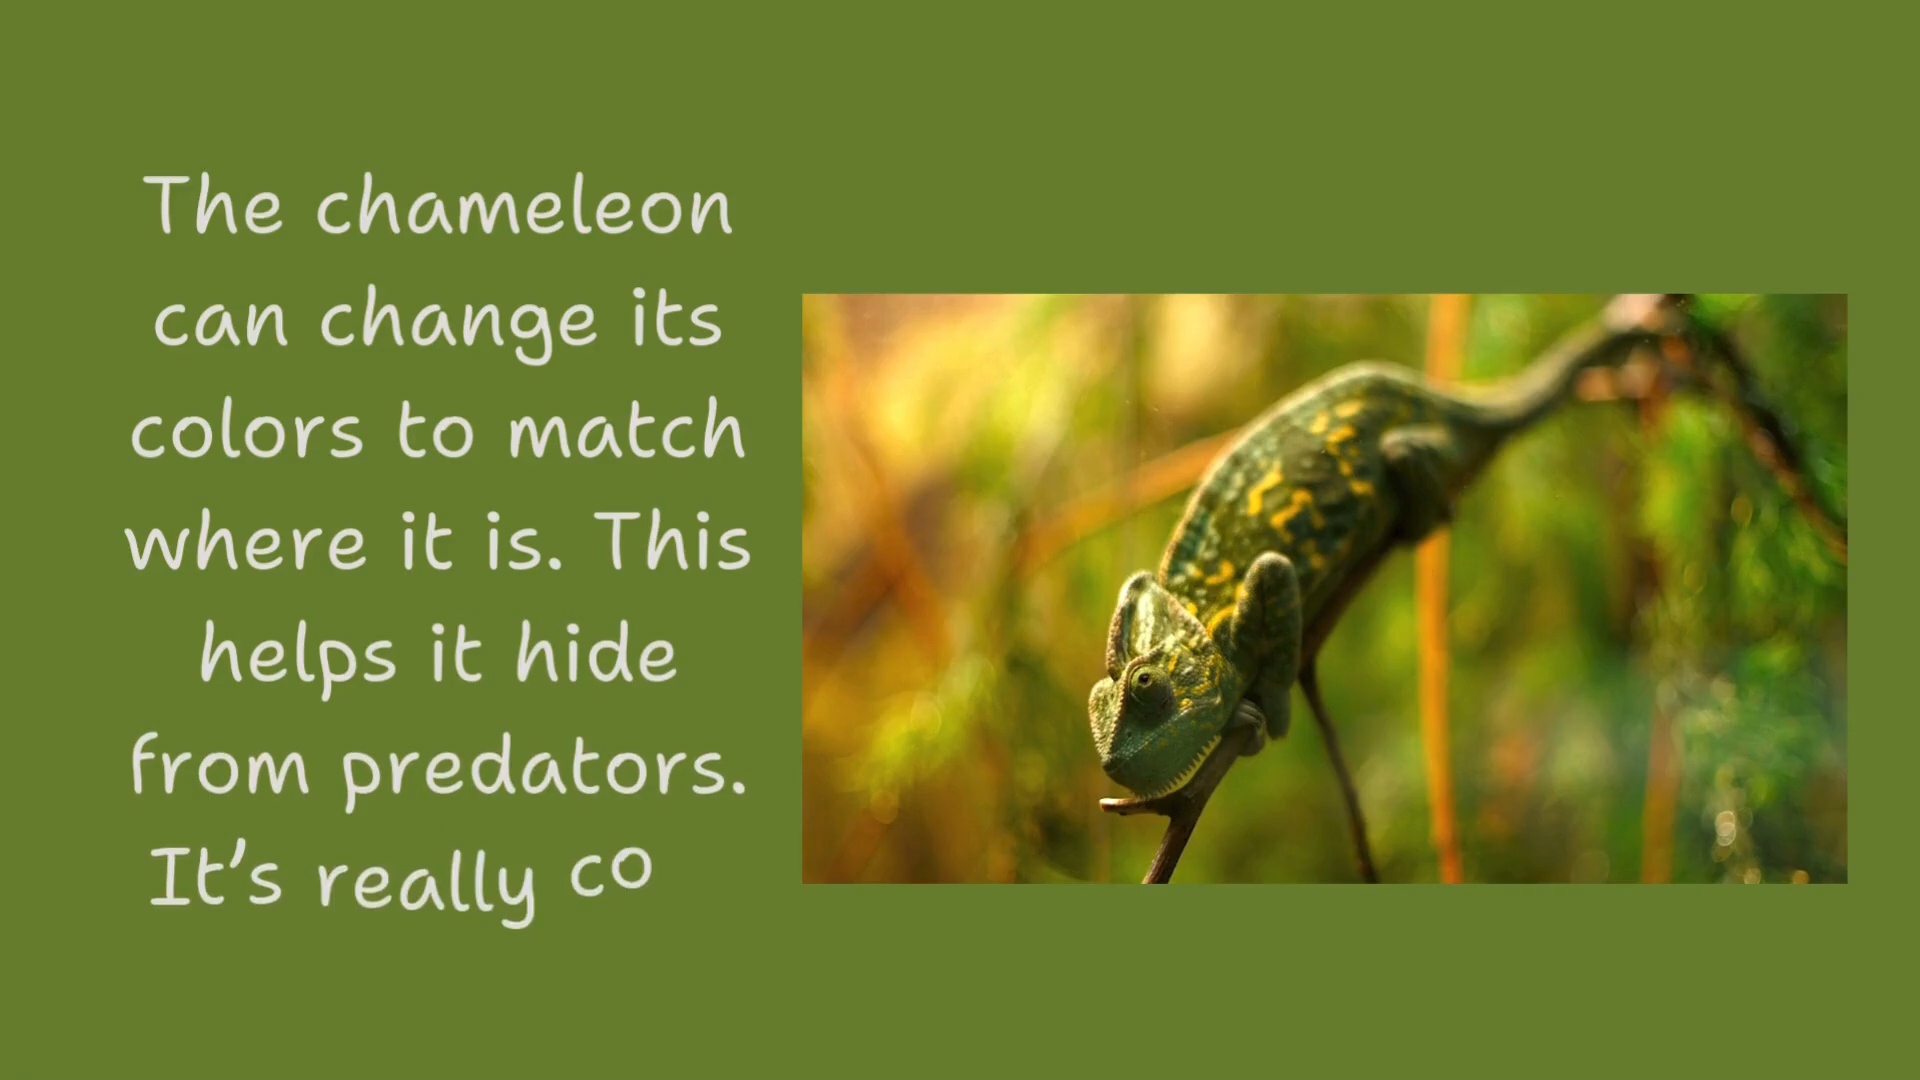 The chameleon
can change its
colors to match
where it is. This
helps it hide
from predators.
It's really co